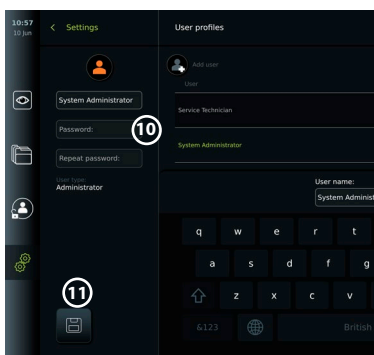 10:57
10 Jun
Settings
User profiles
Add user
User
System Administrator
Service Technician
Password:
10
System Administrator
Repeat password:
User type:
Administrator
User name:
System Administ
q w e r t
a s d f g
11
z x c v
&123
British